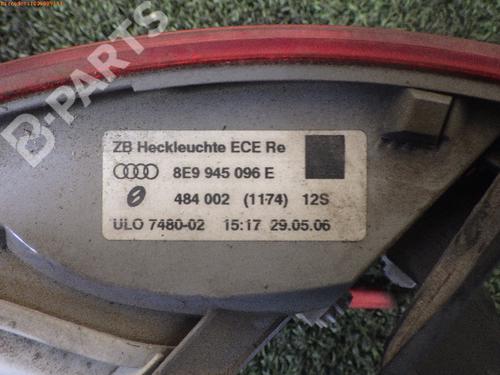 B-PARTS
ZB Heckleuchte ECE Re
8E9 945 096 E
484 002 (1174) 12S
ULO 7480-02 15:17 29.05.06